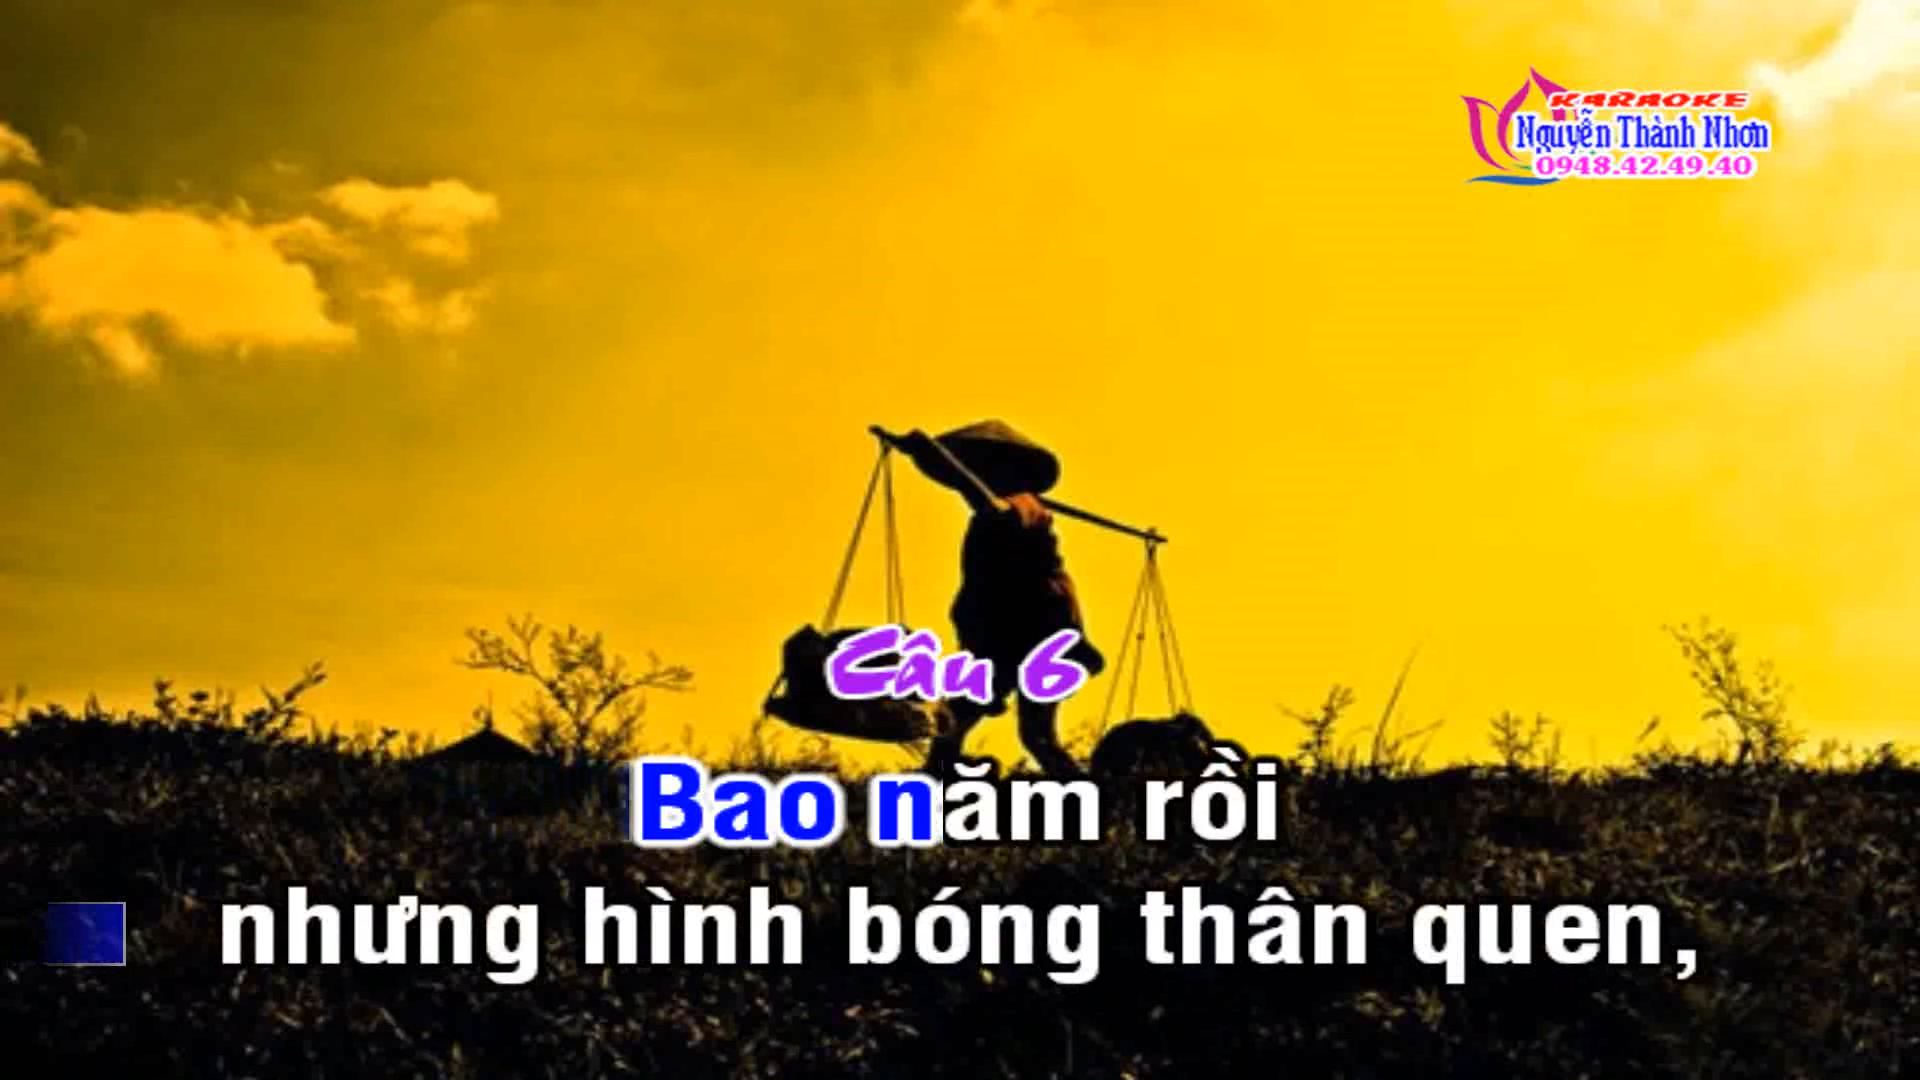 KARAOKE
Nguyễn Thành Nhơn
0948.42.49.40
Câu 6
Bao năm rồi
nhưng hình bóng thân quen,